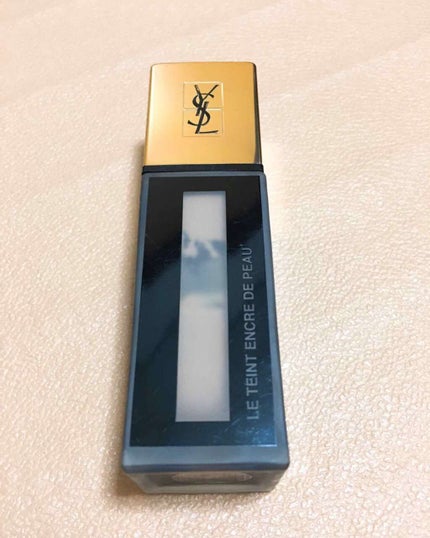 YSL
LE TEINT ENCRE DE PEAU